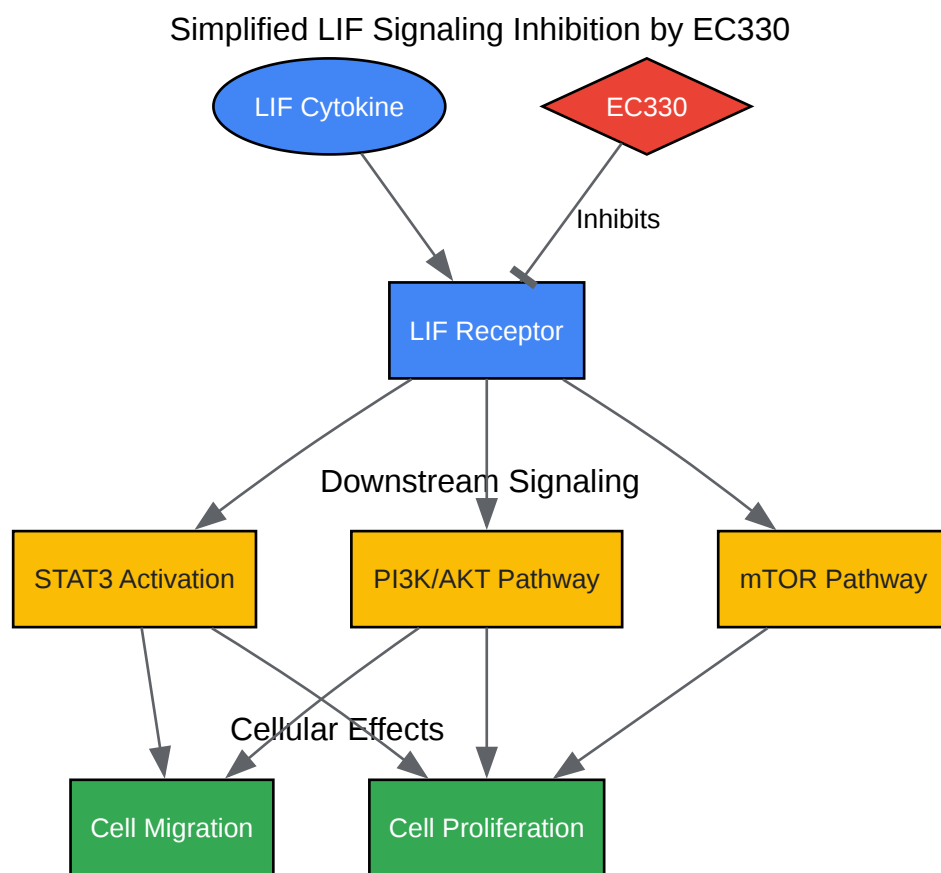 Simplified LIF Signaling Inhibition by EC330
LIF Cytokine
EC330
Inhibits
LIF Receptor
Downstream Signaling
STAT3 Activation
PI3K/AKT Pathway
mTOR Pathway
Cellular Effects
Cell Migration
Cell Proliferation